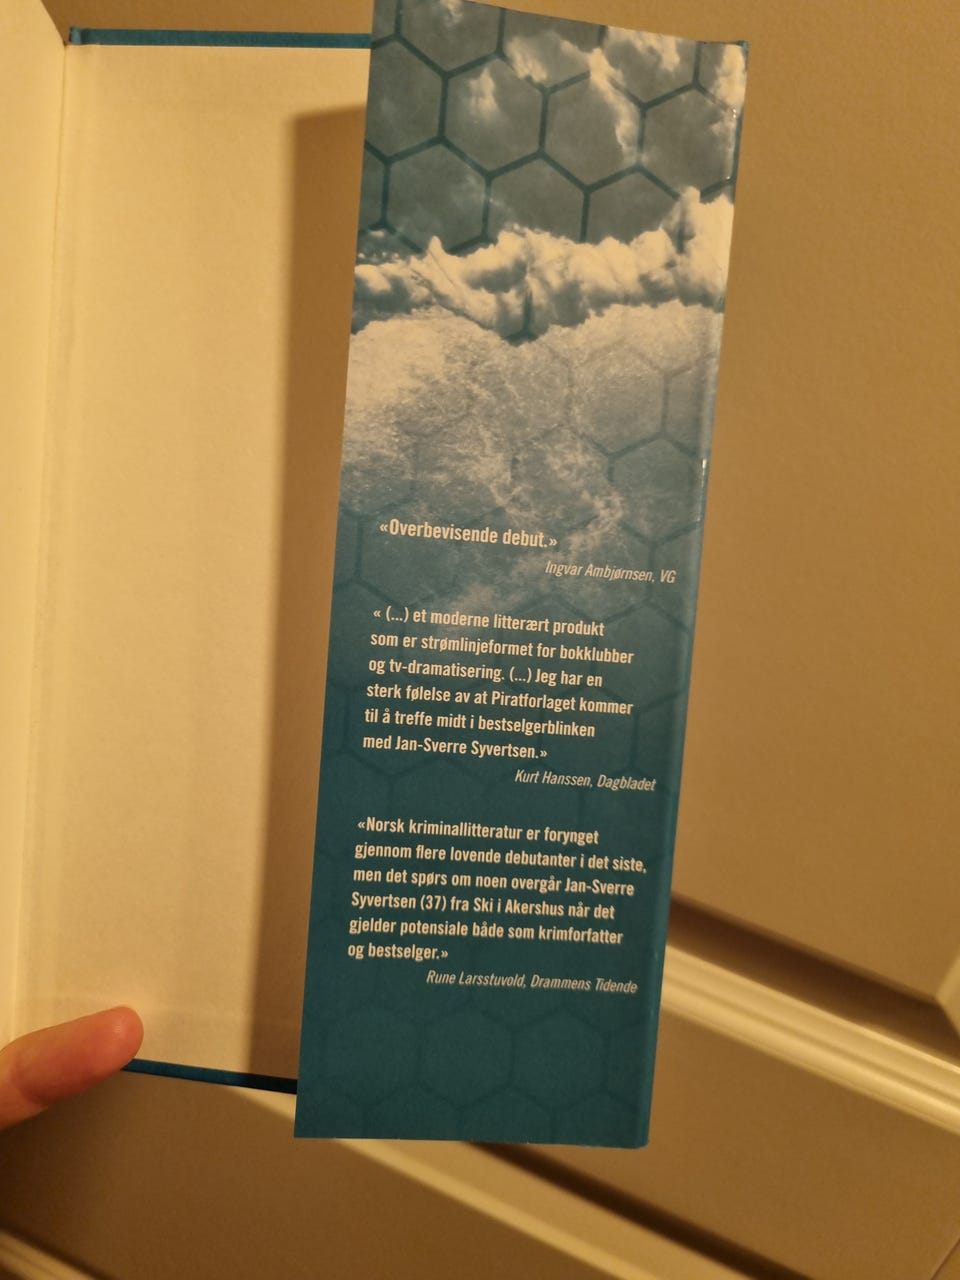 «Overbevisende debut.»
Ingvar Ambjørnsen, VG
« (...) et moderne litterært produkt
som er strømlinjeformet for bokklubber
og tv-dramatisering. (...) Jeg har en
sterk følelse av at Piratforlaget kommer
til å treffe midt i bestselgerblinken
med Jan-Sverre Syvertsen.»
Kurt Hanssen, Dagbladet
«Norsk kriminallitteratur er forynget
gjennom flere lovende debutanter i det siste,
men det spørs om noen overgår Jan-Sverre
Syvertsen (37) fra Ski i Akershus når det
gjelder potensiale både som krimforfatter
og bestselger.»
Rune Larsstuvold, Drammens Tidende